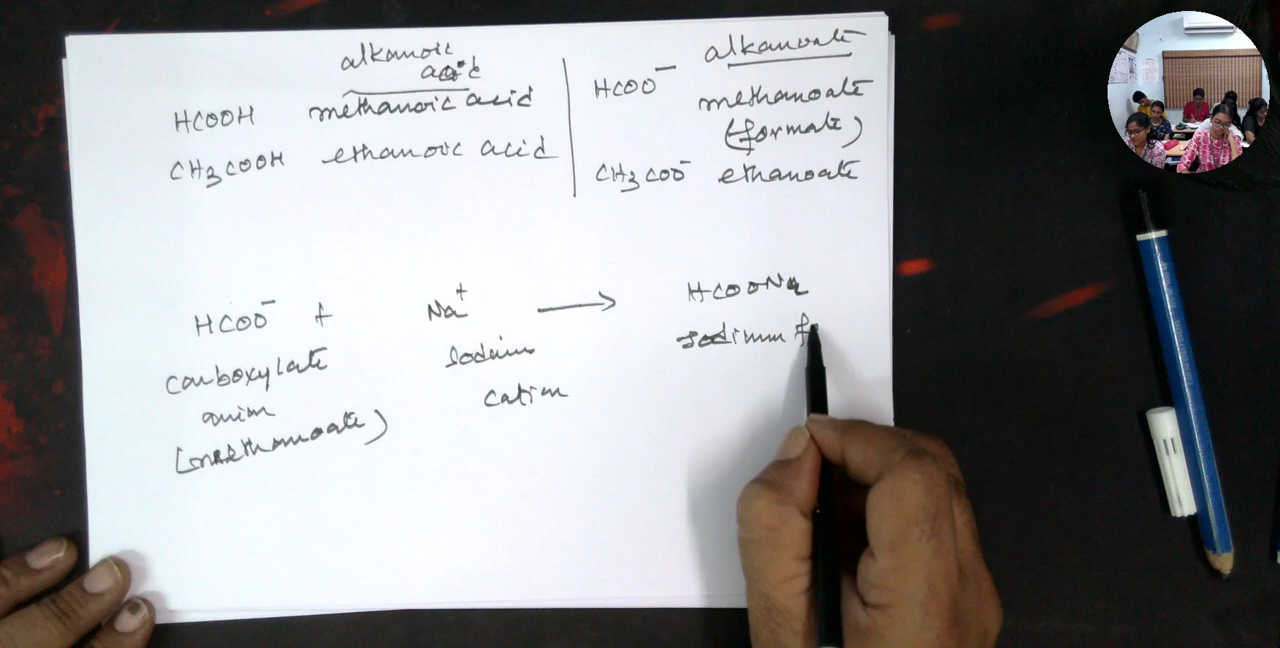 alkanoic
acid
HCOOH methanoic acid
CH3COOH ethanoic acid
alkanoate
HCOO⁻ methanoate
(formate)
CH3COO⁻ ethanoate
HCOO⁻ + Na⁺ ⟶ HCOONa
carboxylate sodium sodium f
anion cation
(methanoate)